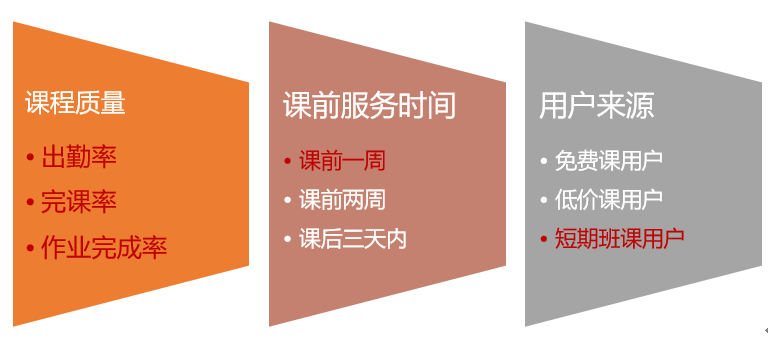 课程质量
• 出勤率
• 完课率
• 作业完成率
课前服务时间
• 课前一周
• 课前两周
• 课后三天内
用户来源
• 免费课用户
• 低价课用户
• 短期班课用户